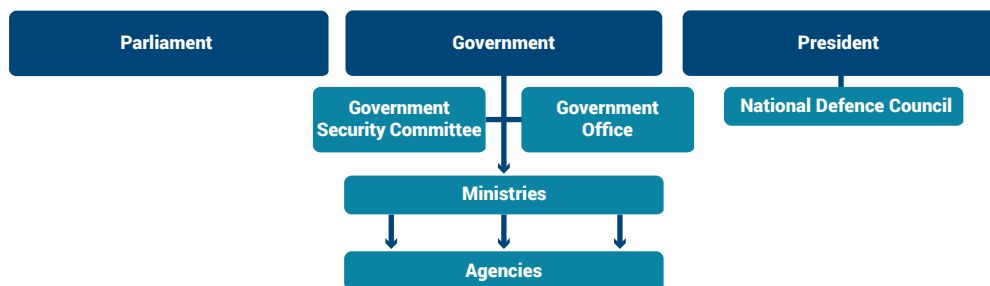 Parliament
Government
President
Government
Security Committee
Government
Office
National Defence Council
Ministries
Agencies